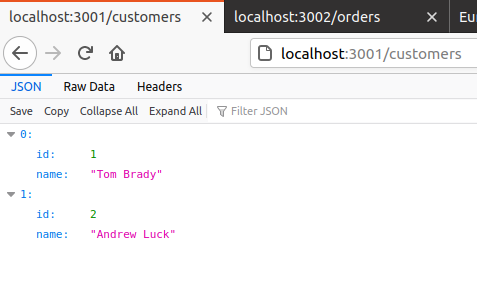 localhost:3001/customers
localhost:3002/orders
Eur
localhost:3001/customers
JSON Raw Data Headers
Save Copy Collapse All Expand All Filter JSON
0:
id: 1
name: "Tom Brady"
1:
id: 2
name: "Andrew Luck"